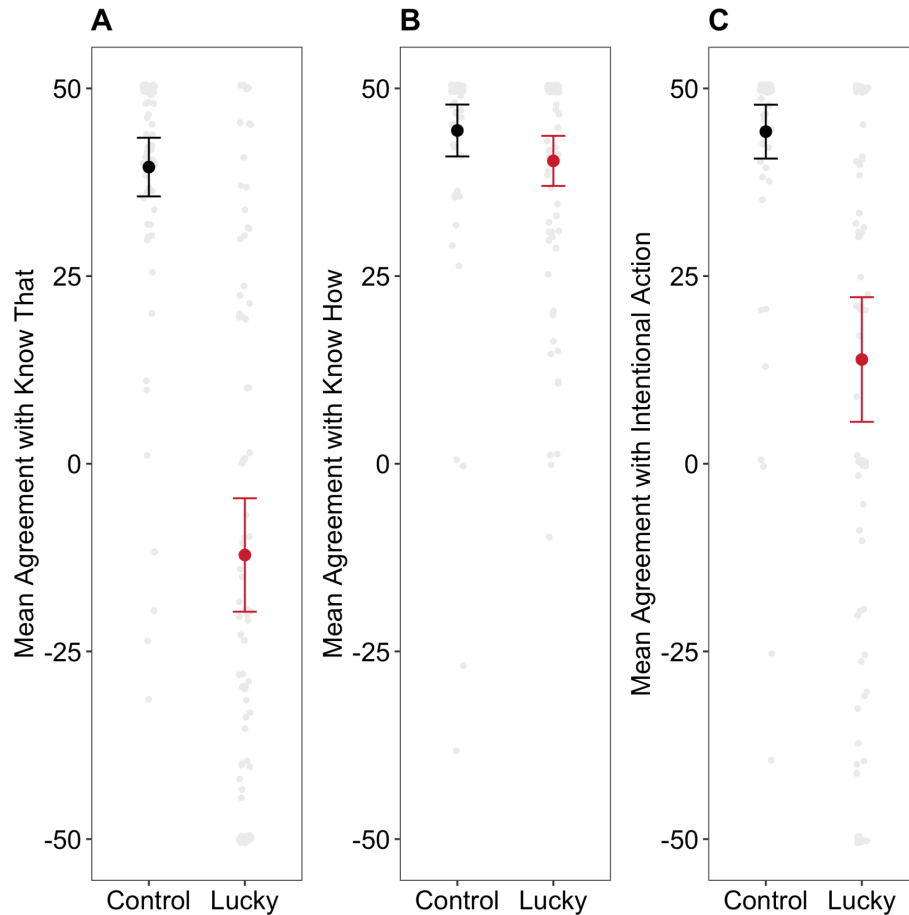 A
Mean Agreement with Know That
50
25
0
-25
-50
Control Lucky
B
Mean Agreement with Know How
50
25
0
-25
-50
Control Lucky
C
Mean Agreement with Intentional Action
50
25
0
-25
-50
Control Lucky